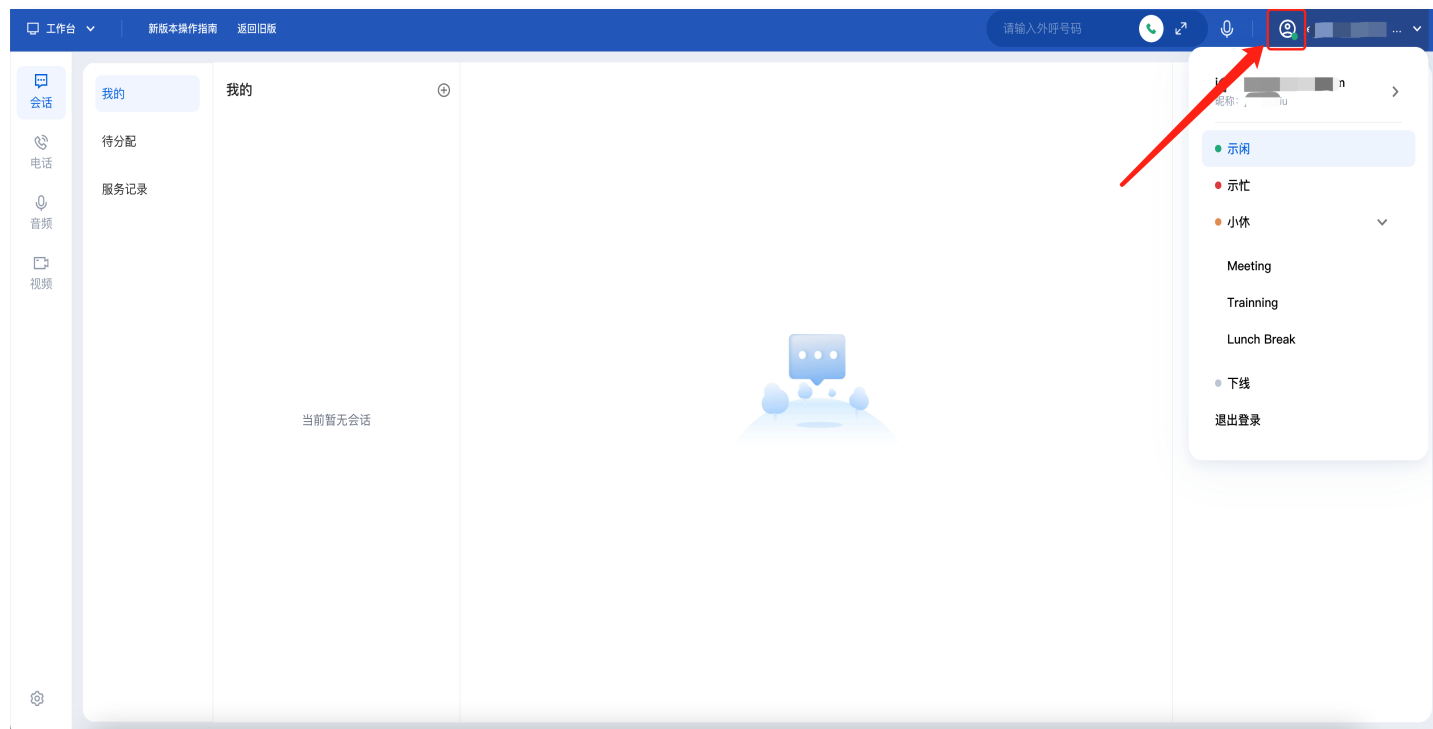 工作台
新版本操作指南
返回旧版
请输入外呼号码
...
会话
电话
音频
视频
我的
待分配
服务记录
我的
当前暂无会话
昵称:
示闲
示忙
小休
Meeting
Trainning
Lunch Break
下线
退出登录